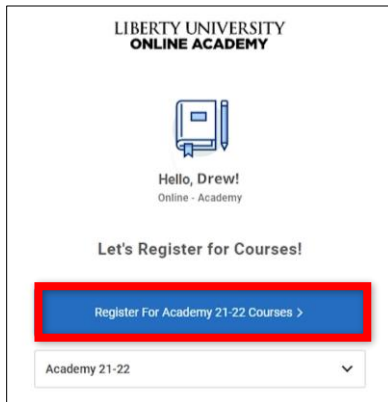 LIBERTY UNIVERSITY
ONLINE ACADEMY
Hello, Drew!
Online - Academy
Let's Register for Courses!
Register For Academy 21-22 Courses >
Academy 21-22